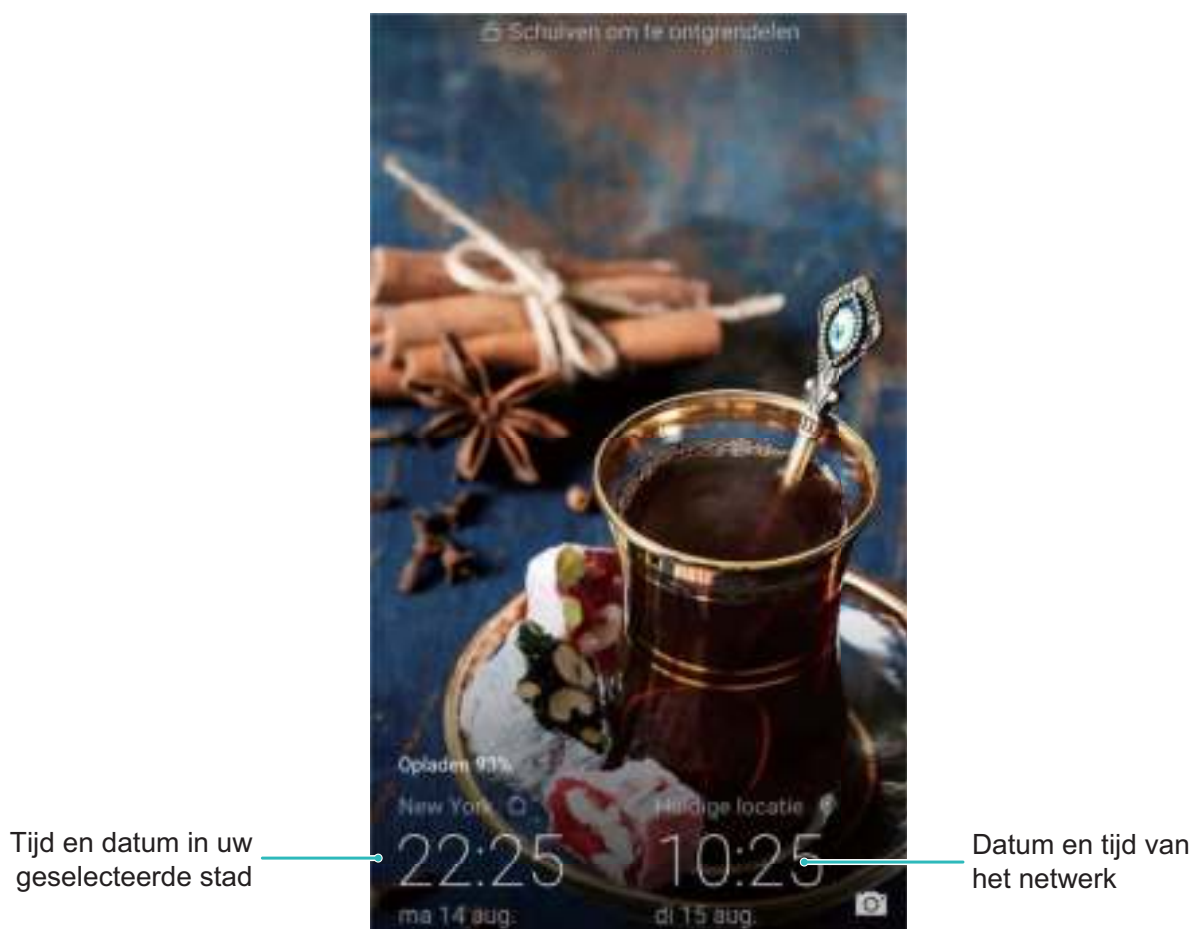 Schuiven om te ontgrendelen
Opladen 93%
New York
Huidige locatie
22:25
10:25
ma 14 aug.
di 15 aug.
Tijd en datum in uw
geselecteerde stad
Datum en tijd van
het netwerk